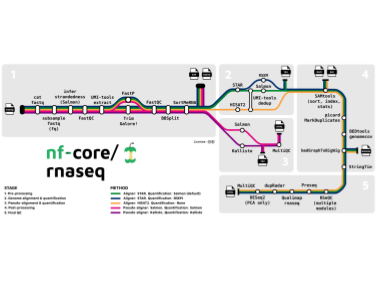 1
2
4
cat
fastq
infer
strandedness
(Salmon)
UMI-tools
extract
FastP
FastQC
SortMeRNA
sub-sample
fastq
(fq)
FastQC
Trim
Galore!
BBSplit
STAR
RSEM
Salmon
HISAT2
UMI-tools
dedup
SAMtools
(sort, index,
stats)
picard
MarkDuplicates
BEDtools
genomecov
bedGraphToBigWig
StringTie
Salmon
Kallisto
MultiQC
3
5
MultiQC
dupRadar
Preseq
DESeq2
(PCA only)
Qualimap
rnaseq
RSeQC
(multiple
modules)
License
nf-core/
rnaseq
STAGE
1. Pre-processing
2. Genome alignment & quantification
3. Pseudo-alignment & quantification
4. Post-processing
5. Final QC
METHOD
Aligner: STAR, Quantification: Salmon (default)
Aligner: STAR, Quantification: RSEM
Aligner: HISAT2, Quantification: None
Pseudo-aligner: Salmon, Quantification: Salmon
Pseudo-aligner: Kallisto, Quantification: Kallisto